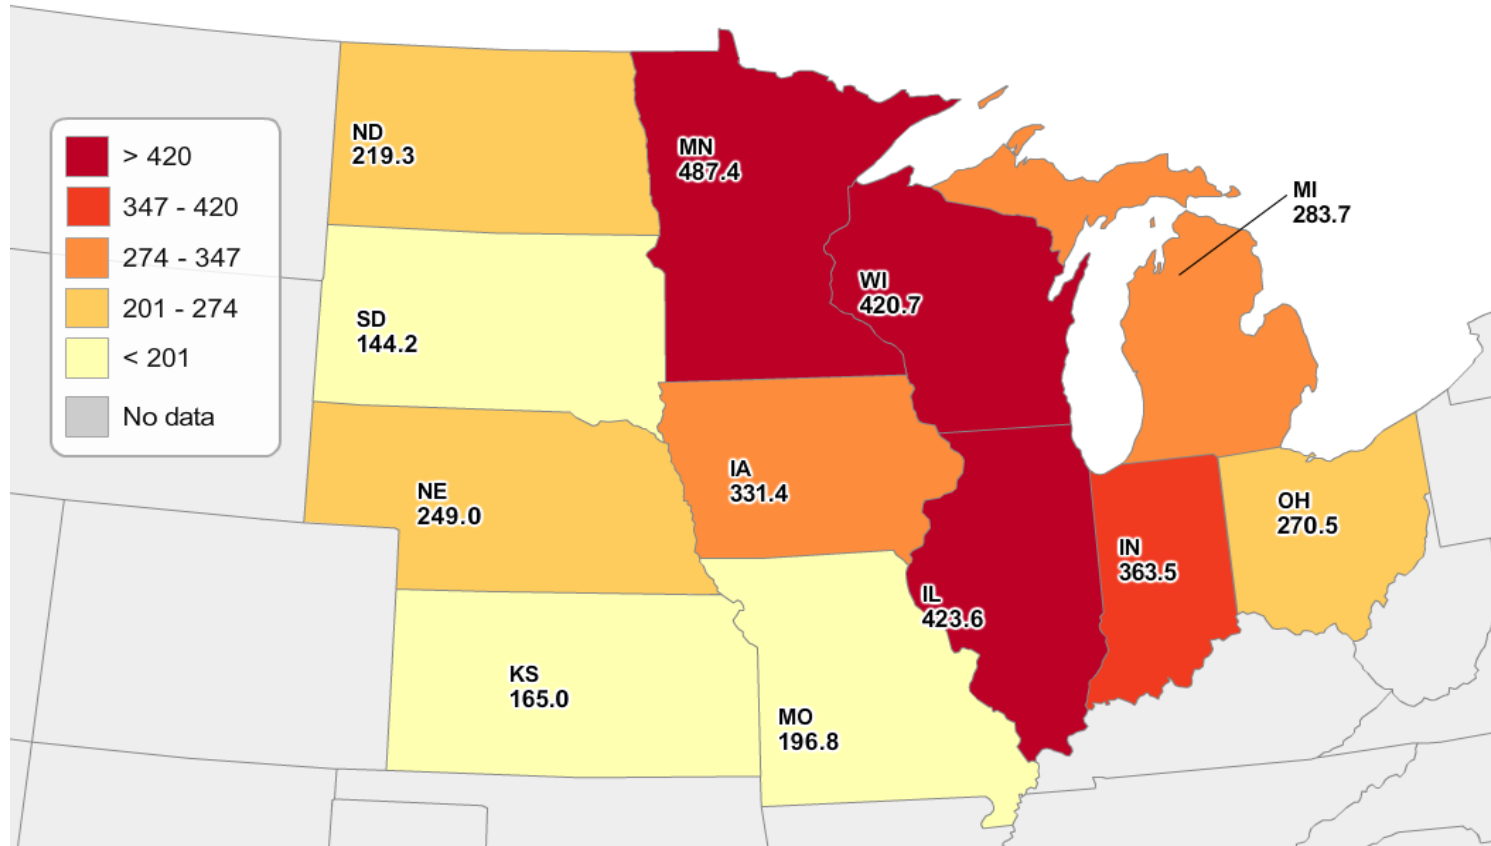 > 420
347 - 420
274 - 347
201 - 274
< 201
No data
ND
219.3
MN
487.4
MI
283.7
WI
420.7
SD
144.2
IA
331.4
NE
249.0
OH
270.5
IN
363.5
IL
423.6
KS
165.0
MO
196.8